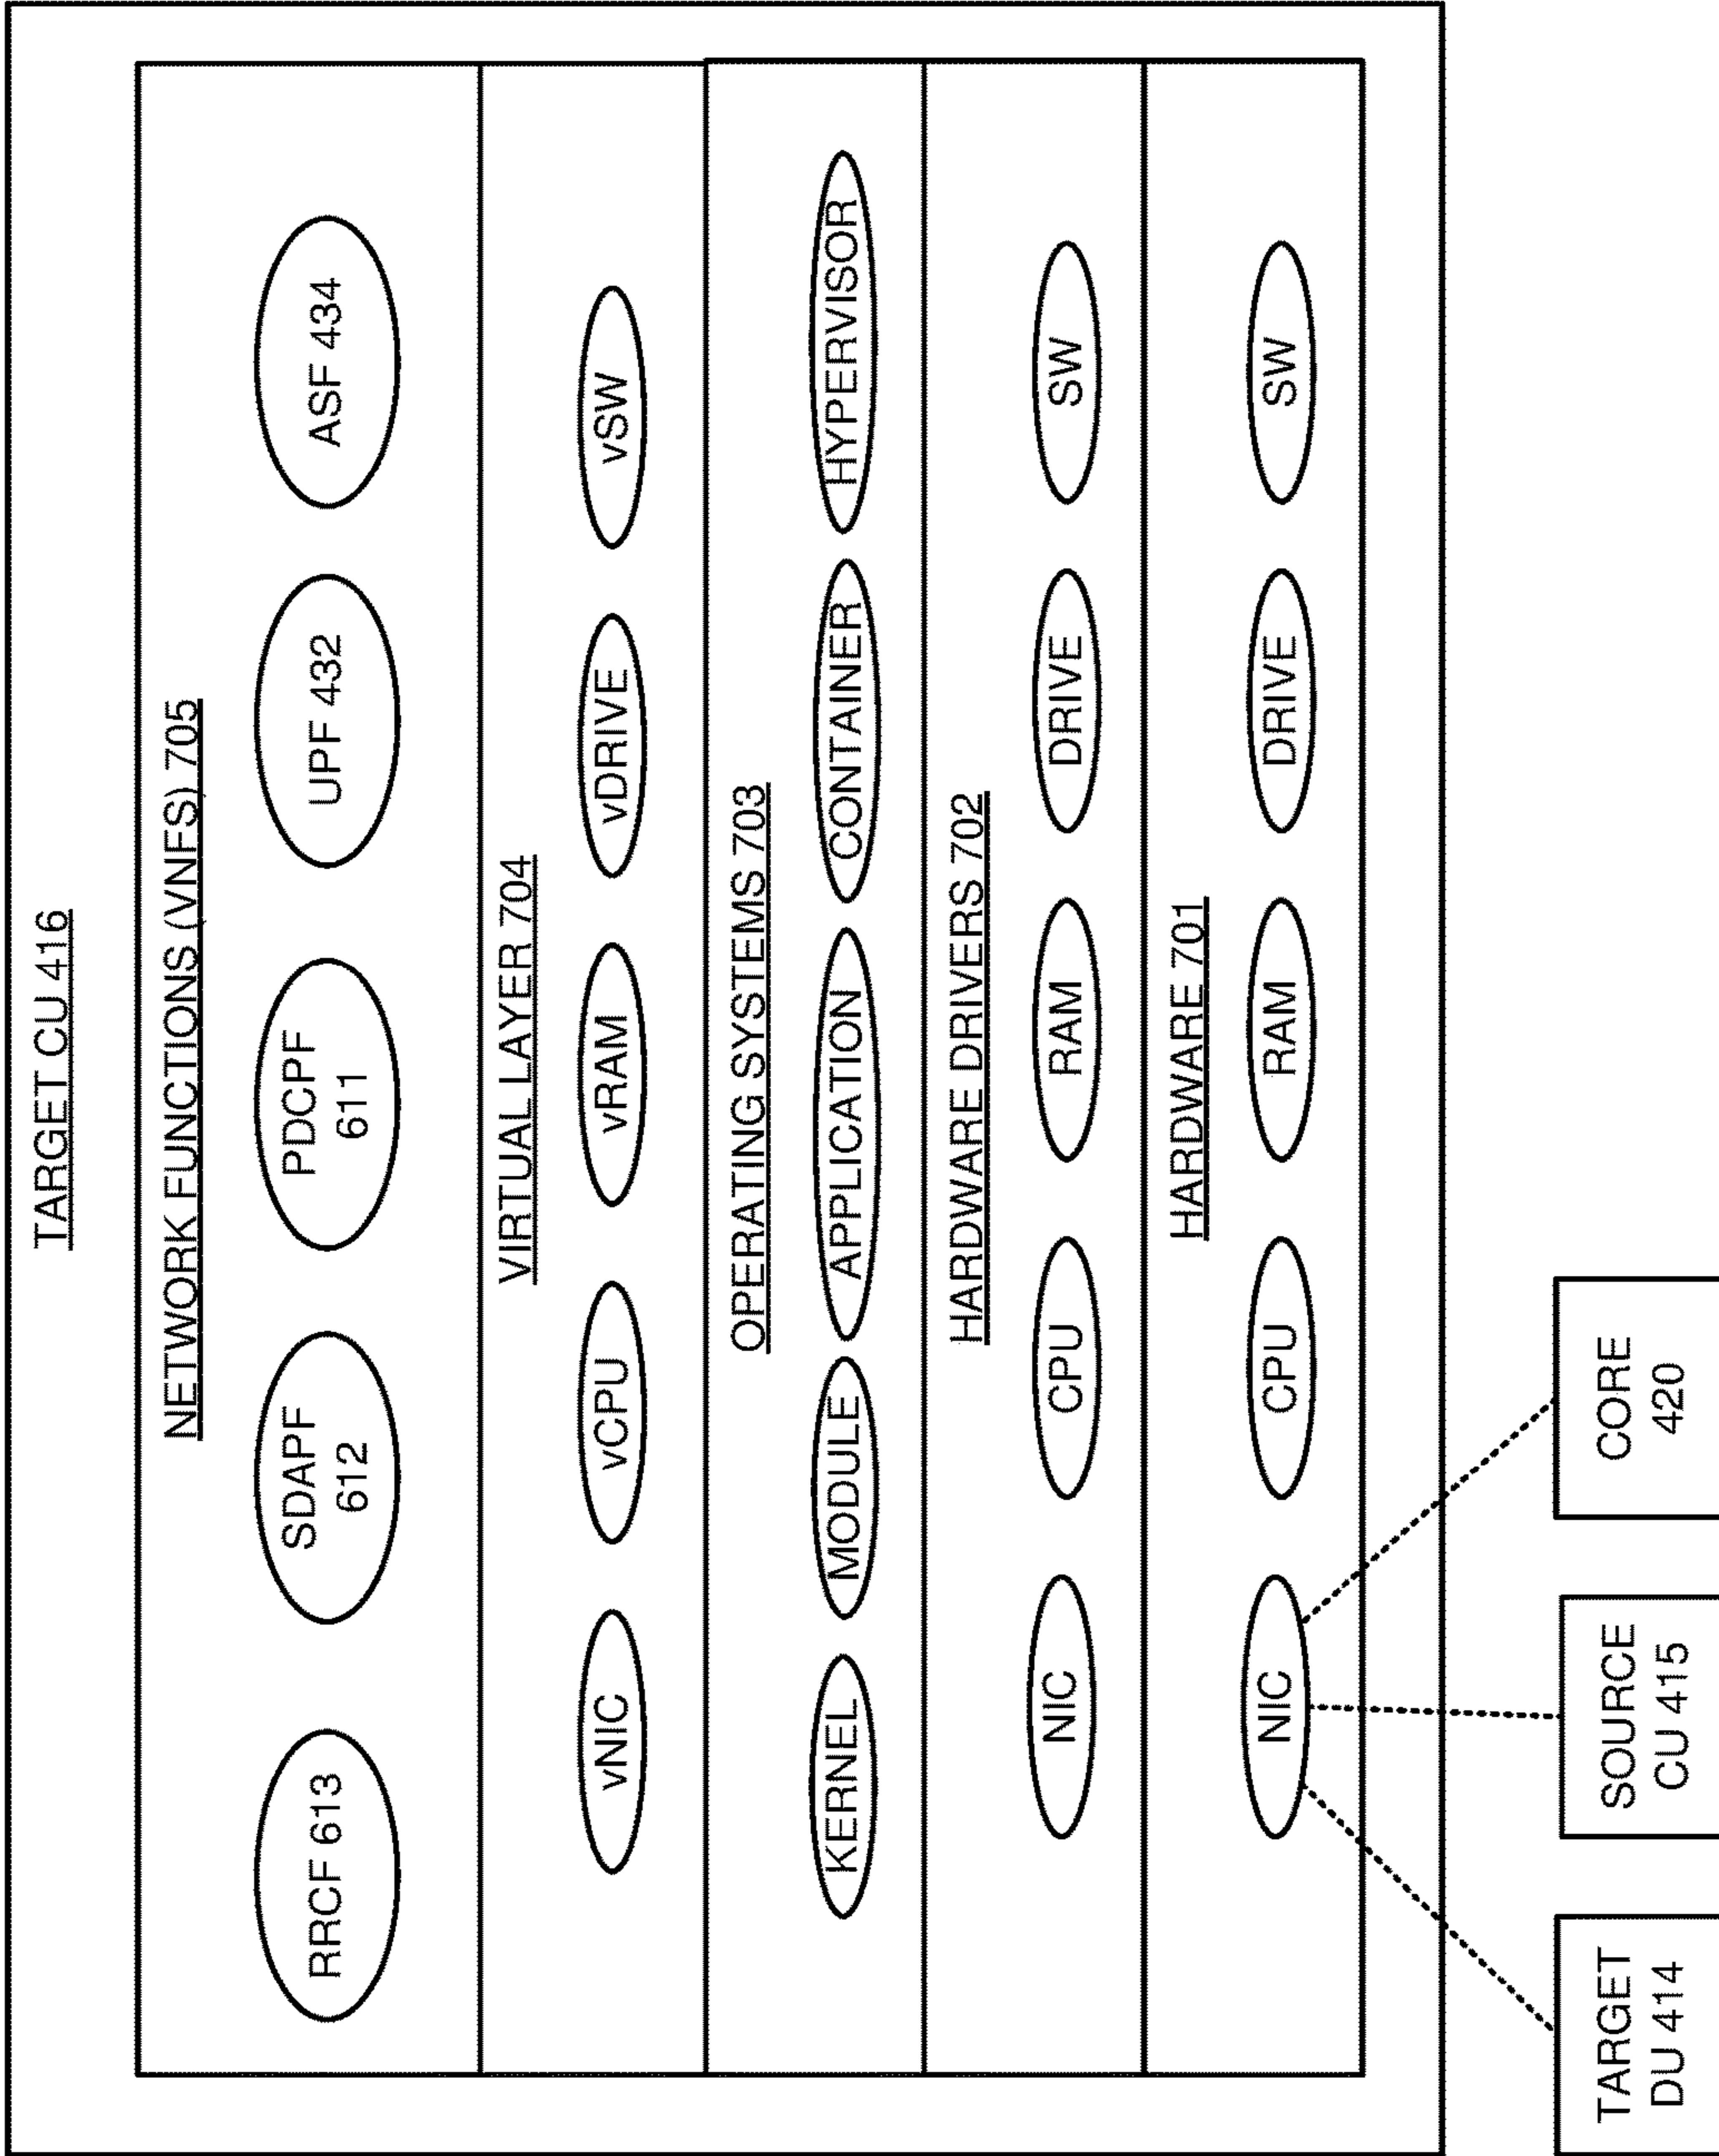 TARGET CU 416
NETWORK FUNCTIONS (VNFS) 705
RRCF 613
SDAPF
612
PDCPF
611
UPF 432
ASF 434
VIRTUAL LAYER 704
vNIC
vCPU
vRAM
vDRIVE
vSW
OPERATING SYSTEMS 703
KERNEL
MODULE
APPLICATION
CONTAINER
HYPERVISOR
HARDWARE DRIVERS 702
NIC
CPU
RAM
DRIVE
SW
HARDWARE 701
NIC
CPU
RAM
DRIVE
SW
TARGET
DU 414
SOURCE
CU 415
CORE
420